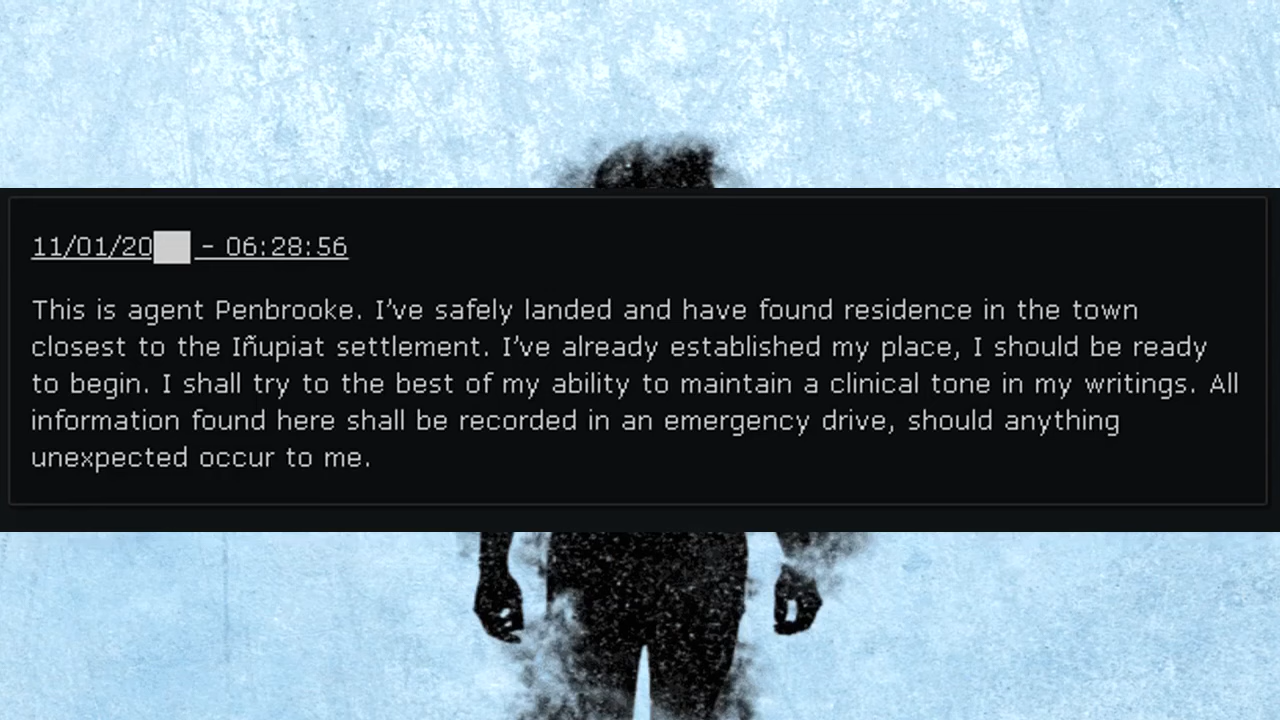 11/01/20██ - 06:28:56
This is agent Penbrooke. I've safely landed and have found residence in the town
closest to the Iñupiat settlement. I've already established my place, I should be ready
to begin. I shall try to the best of my ability to maintain a clinical tone in my writings. All
information found here shall be recorded in an emergency drive, should anything
unexpected occur to me.